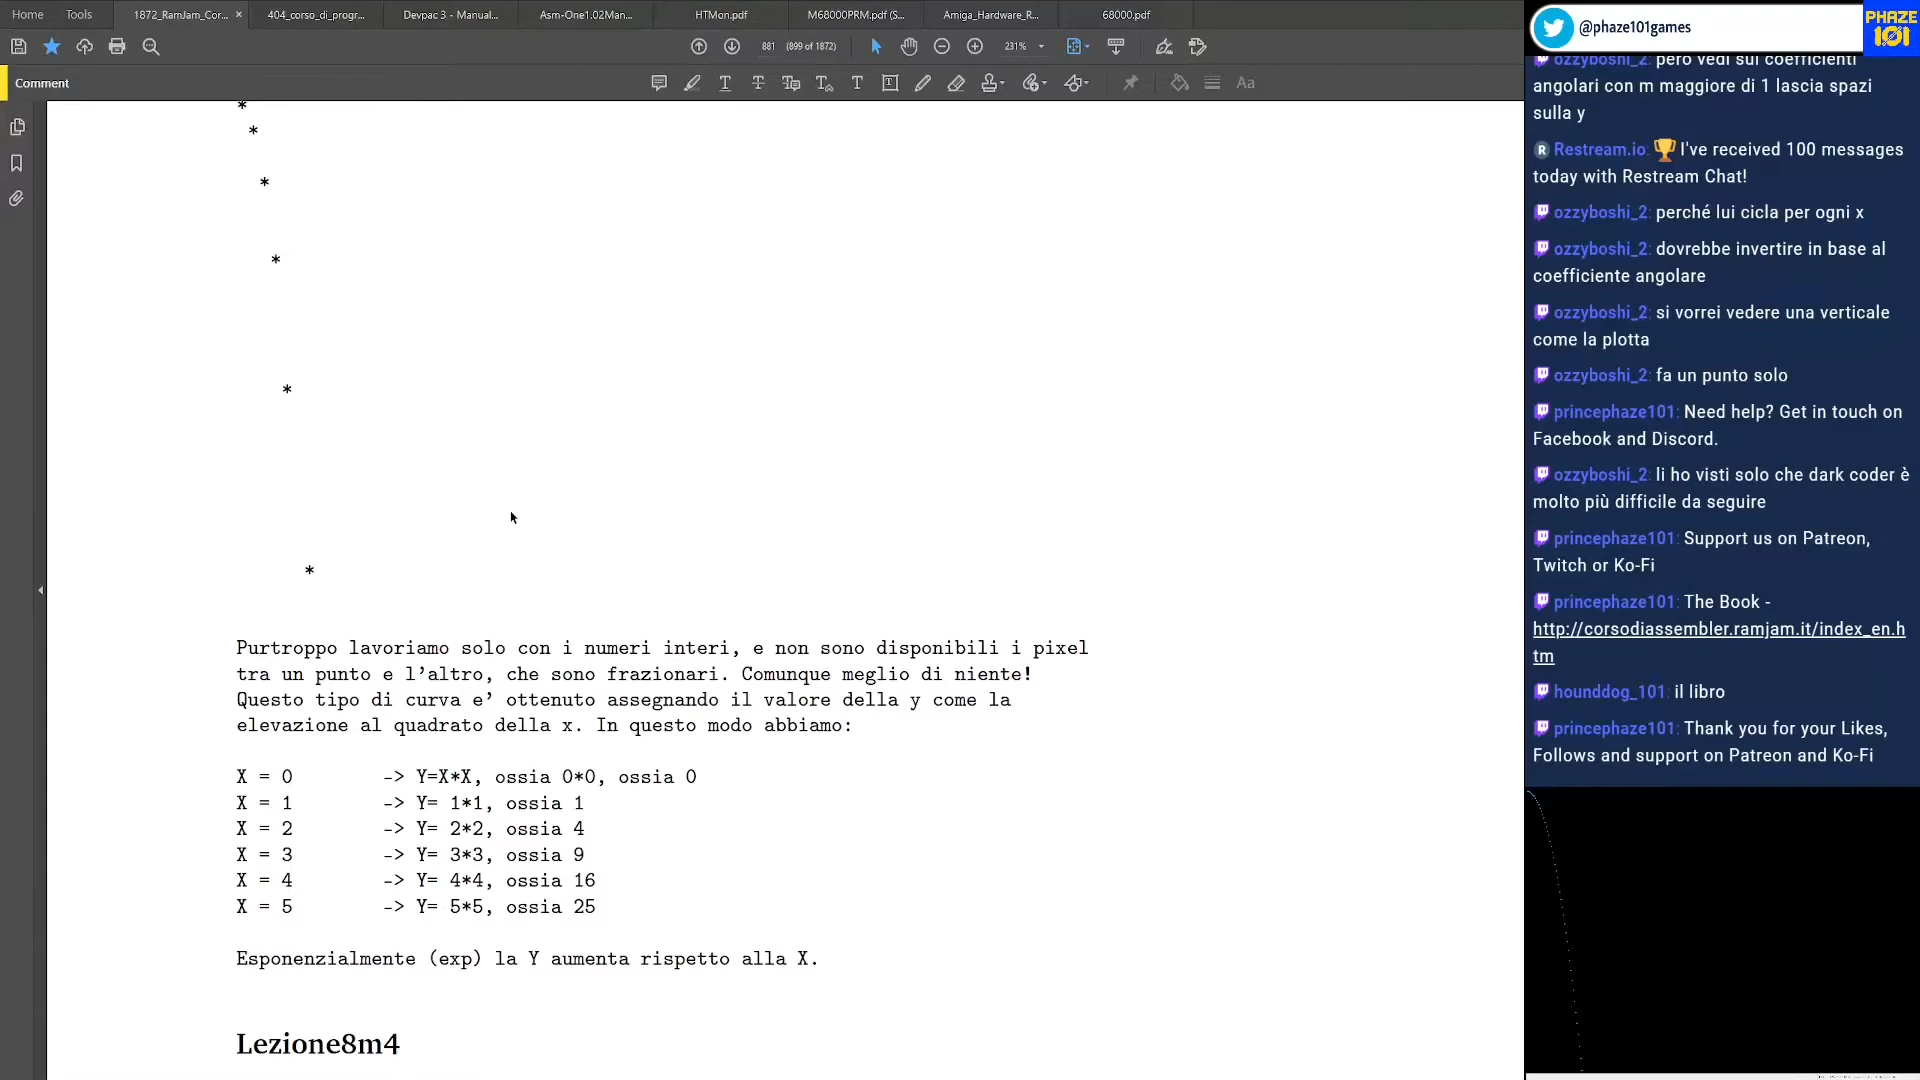 Home
Tools
1872_RamJam_Cor...
404_corso_di_progr...
Devpac 3 - Manual...
Asm-One1.02Man...
HTMon.pdf
M68000PRM.pdf (S...
Amiga_Hardware_R...
68000.pdf
881
(899 of 1872)
231%
Comment
Aa
*
*
*
*
*
*
Purtroppo lavoriamo solo con i numeri interi, e non sono disponibili i pixel
tra un punto e l'altro, che sono frazionari. Comunque meglio di niente!
Questo tipo di curva e' ottenuto assegnando il valore della y come la
elevazione al quadrato della x. In questo modo abbiamo:
X = 0 -> Y=X*X, ossia 0*0, ossia 0
X = 1 -> Y= 1*1, ossia 1
X = 2 -> Y= 2*2, ossia 4
X = 3 -> Y= 3*3, ossia 9
X = 4 -> Y= 4*4, ossia 16
X = 5 -> Y= 5*5, ossia 25
Esponenzialmente (exp) la Y aumenta rispetto alla X.
Lezione8m4
@phaze101games
PHAZE
101
ozzyboshi_2: però vedi sui coefficienti
angolari con m maggiore di 1 lascia spazi
sulla y
R Restream.io: 🏆 I've received 100 messages
today with Restream Chat!
ozzyboshi_2: perché lui cicla per ogni x
ozzyboshi_2: dovrebbe invertire in base al
coefficiente angolare
ozzyboshi_2: si vorrei vedere una verticale
come la plotta
ozzyboshi_2: fa un punto solo
princephaze101: Need help? Get in touch on
Facebook and Discord.
ozzyboshi_2: li ho visti solo che dark coder è
molto più difficile da seguire
princephaze101: Support us on Patreon,
Twitch or Ko-Fi
princephaze101: The Book -
http://corsodiassembler.ramjam.it/index_en.h
tm
hounddog_101: il libro
princephaze101: Thank you for your Likes,
Follows and support on Patreon and Ko-Fi